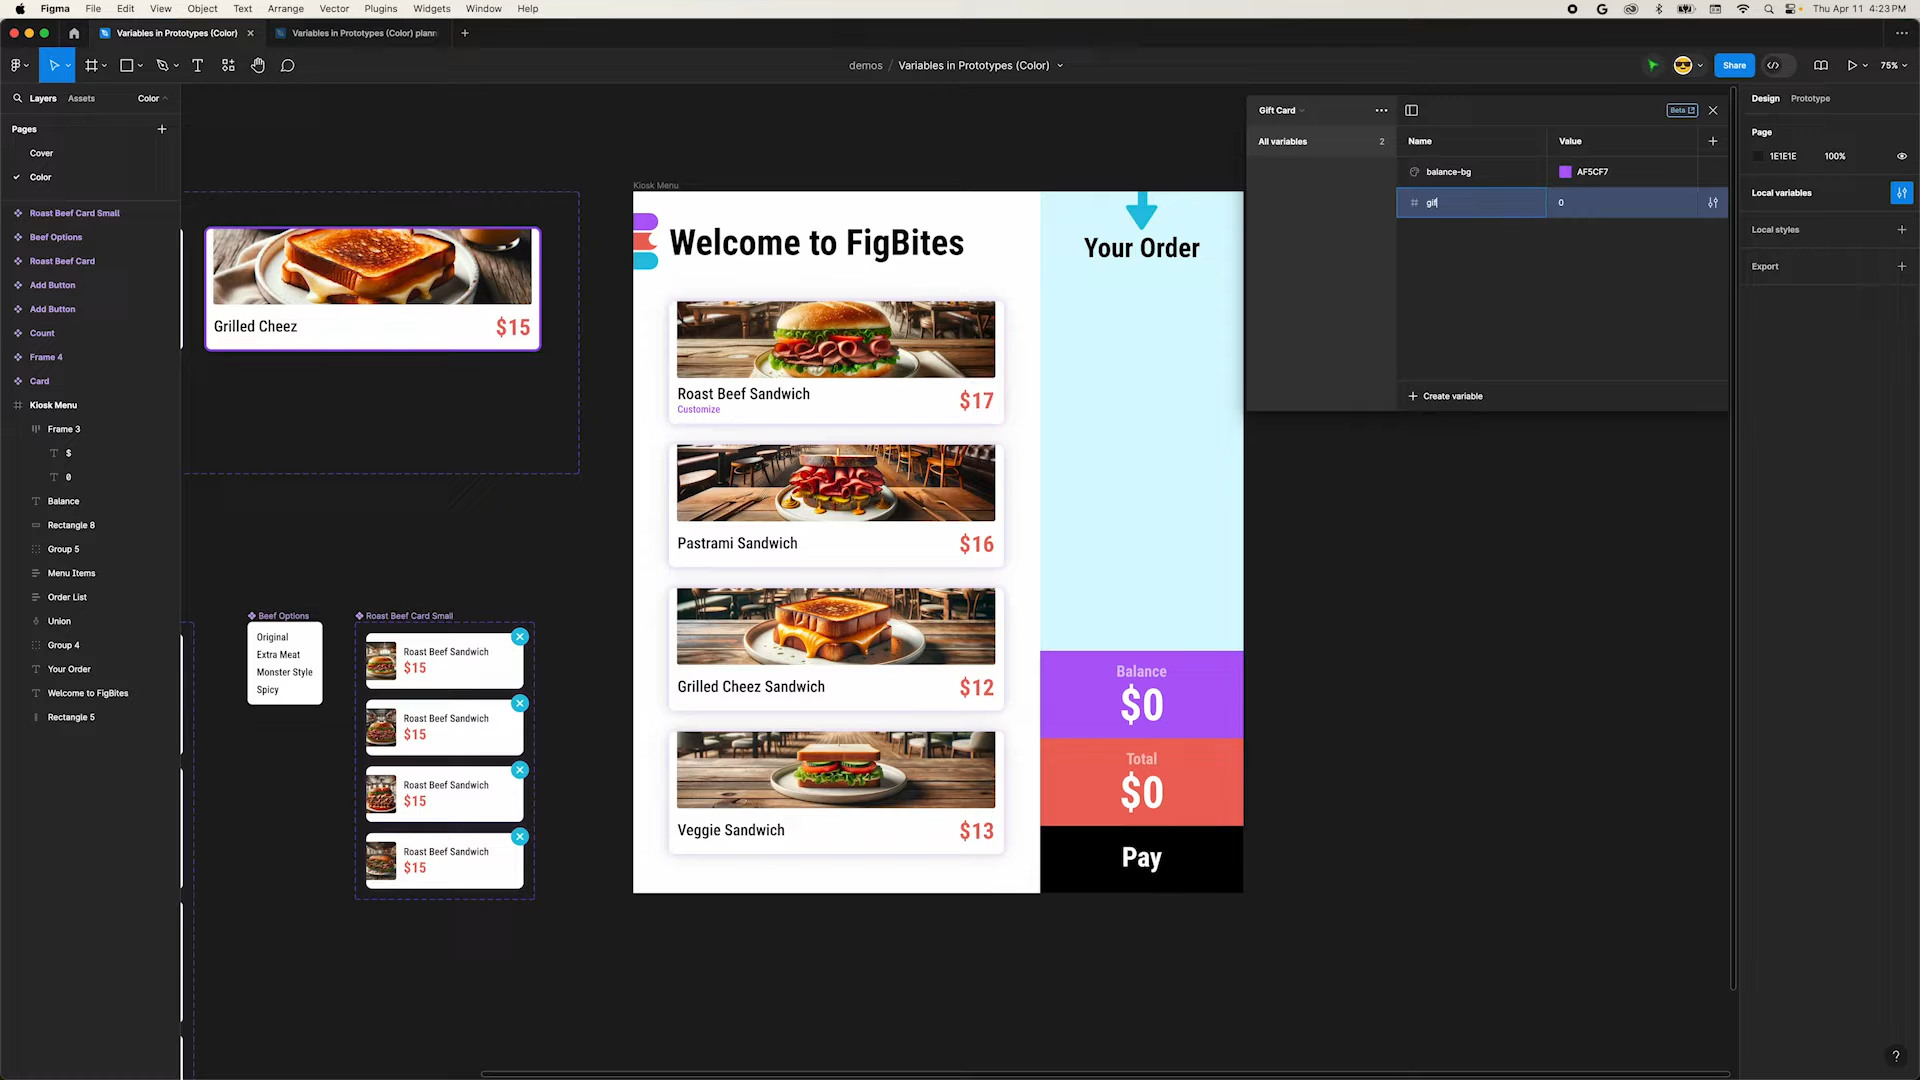 Figma File Edit View Object Text Arrange Vector Plugins Widgets Window Help
Thu Apr 11 4:23 PM
Variables in Prototypes (Color)
Variables in Prototypes (Color) plann
demos / Variables in Prototypes (Color)
Share
75%
Layers Assets Color
Pages
Cover
Color
Roast Beef Card Small
Beef Options
Roast Beef Card
Add Button
Add Button
Count
Frame 4
Card
Kiosk Menu
Frame 3
$
0
Balance
Rectangle 8
Group 5
Menu Items
Order List
Union
Group 4
Your Order
Welcome to FigBites
Rectangle 5
Grilled Cheez $15
Beef Options
Original
Extra Meat
Monster Style
Spicy
Roast Beef Card Small
Roast Beef Sandwich
$15
Roast Beef Sandwich
$15
Roast Beef Sandwich
$15
Roast Beef Sandwich
$15
Kiosk Menu
Welcome to FigBites
Roast Beef Sandwich
Customize
$17
Pastrami Sandwich $16
Grilled Cheez Sandwich $12
Veggie Sandwich $13
Your Order
Balance
$0
Total
$0
Pay
Gift Card
Beta
All variables 2
Name Value
balance-bg AF5CF7
gif 0
Create variable
Design Prototype
Page
1E1E1E 100%
Local variables
Local styles
Export
?